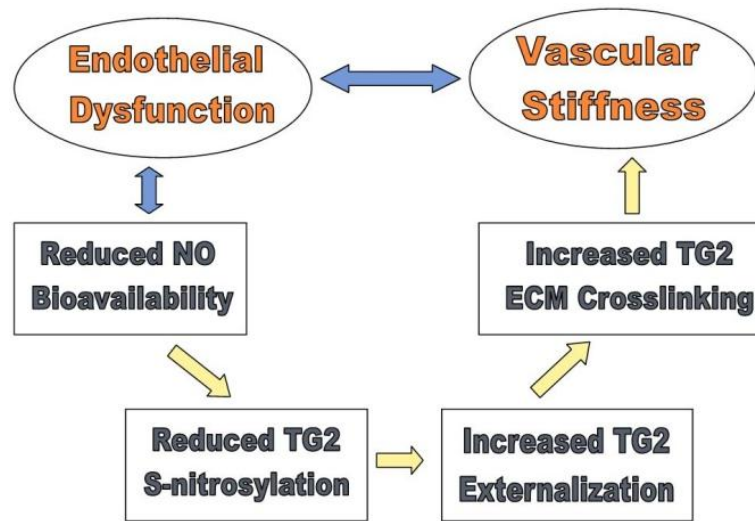 Endothelial
Dysfunction
Vascular
Stiffness
Reduced NO
Bioavailability
Increased TG2
ECM Crosslinking
Reduced TG2
S-nitrosylation
Increased TG2
Externalization